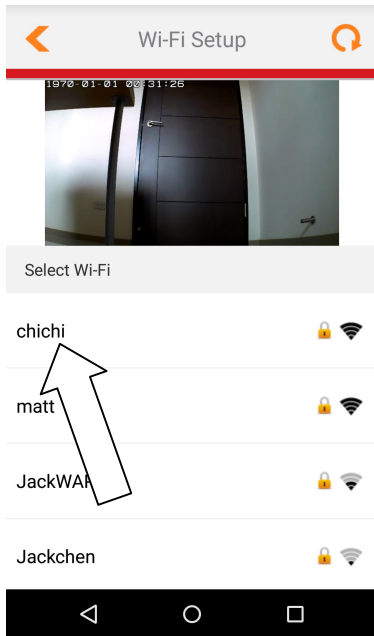 Wi-Fi Setup
1970-01-01 00:31:26
Select Wi-Fi
chichi
matt
Jackchen